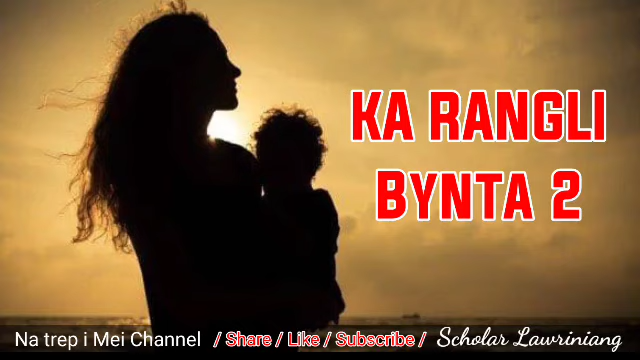 KA RANGLI
BYNTA 2
Na trep i Mei Channel / Share / Like / Subscribe / Scholar Lawriniang